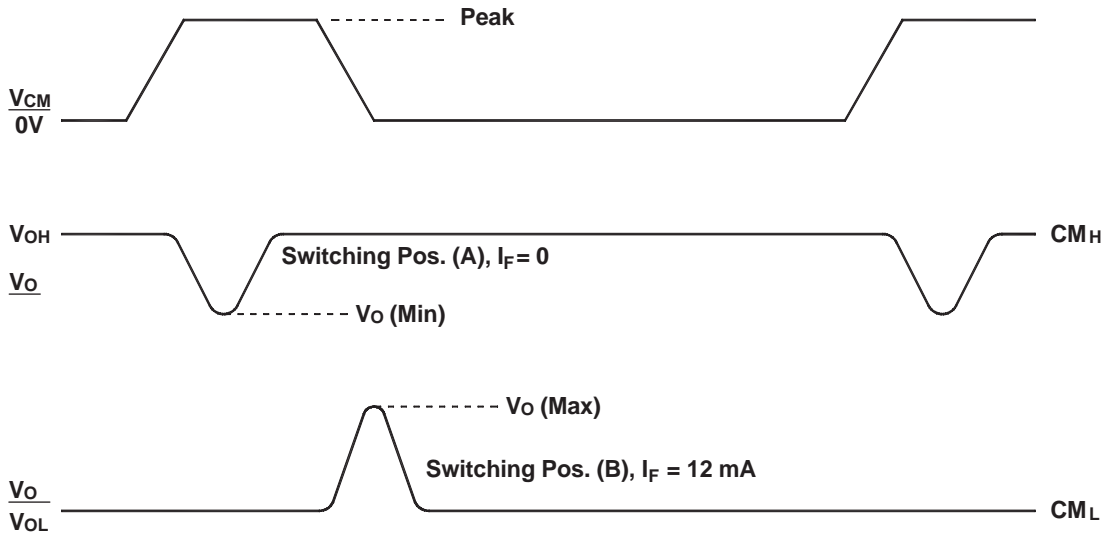 Peak
VCM
0V
VOH
CMH
Switching Pos. (A), IF = 0
VO
VO (Min)
VO (Max)
Switching Pos. (B), IF = 12 mA
VO
VOL
CML